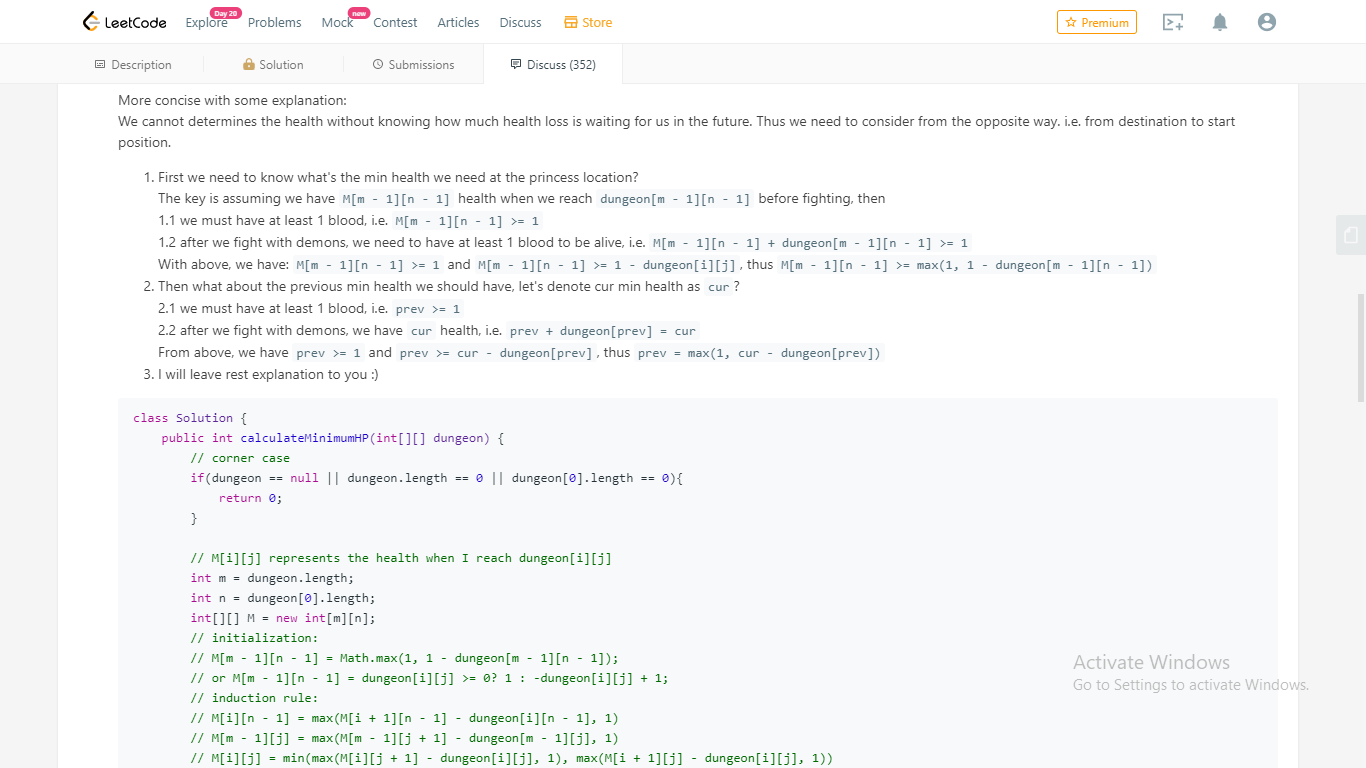 LeetCode Explore Day 20 Problems Mock new Contest Articles Discuss Store Premium
Description Solution Submissions Discuss (352)
More concise with some explanation:
We cannot determines the health without knowing how much health loss is waiting for us in the future. Thus we need to consider from the opposite way. i.e. from destination to start
position.
1. First we need to know what's the min health we need at the princess location?
The key is assuming we have M[m - 1][n - 1] health when we reach dungeon[m - 1][n - 1] before fighting, then
1.1 we must have at least 1 blood, i.e. M[m - 1][n - 1] >= 1
1.2 after we fight with demons, we need to have at least 1 blood to be alive, i.e. M[m - 1][n - 1] + dungeon[m - 1][n - 1] >= 1
With above, we have: M[m - 1][n - 1] >= 1 and M[m - 1][n - 1] >= 1 - dungeon[i][j], thus M[m - 1][n - 1] >= max(1, 1 - dungeon[m - 1][n - 1])
2. Then what about the previous min health we should have, let's denote cur min health as cur ?
2.1 we must have at least 1 blood, i.e. prev >= 1
2.2 after we fight with demons, we have cur health, i.e. prev + dungeon[prev] = cur
From above, we have prev >= 1 and prev >= cur - dungeon[prev], thus prev = max(1, cur - dungeon[prev])
3. I will leave rest explanation to you :)
class Solution {
public int calculateMinimumHP(int[][] dungeon) {
// corner case
if(dungeon == null || dungeon.length == 0 || dungeon[0].length == 0){
return 0;
}
// M[i][j] represents the health when I reach dungeon[i][j]
int m = dungeon.length;
int n = dungeon[0].length;
int[][] M = new int[m][n];
// initialization:
// M[m - 1][n - 1] = Math.max(1, 1 - dungeon[m - 1][n - 1]);
// or M[m - 1][n - 1] = dungeon[i][j] >= 0? 1 : -dungeon[i][j] + 1;
// induction rule:
// M[i][n - 1] = max(M[i + 1][n - 1] - dungeon[i][n - 1], 1)
// M[m - 1][j] = max(M[m - 1][j + 1] - dungeon[m - 1][j], 1)
// M[i][j] = min(max(M[i][j + 1] - dungeon[i][j], 1), max(M[i + 1][j] - dungeon[i][j], 1))
Activate Windows
Go to Settings to activate Windows.